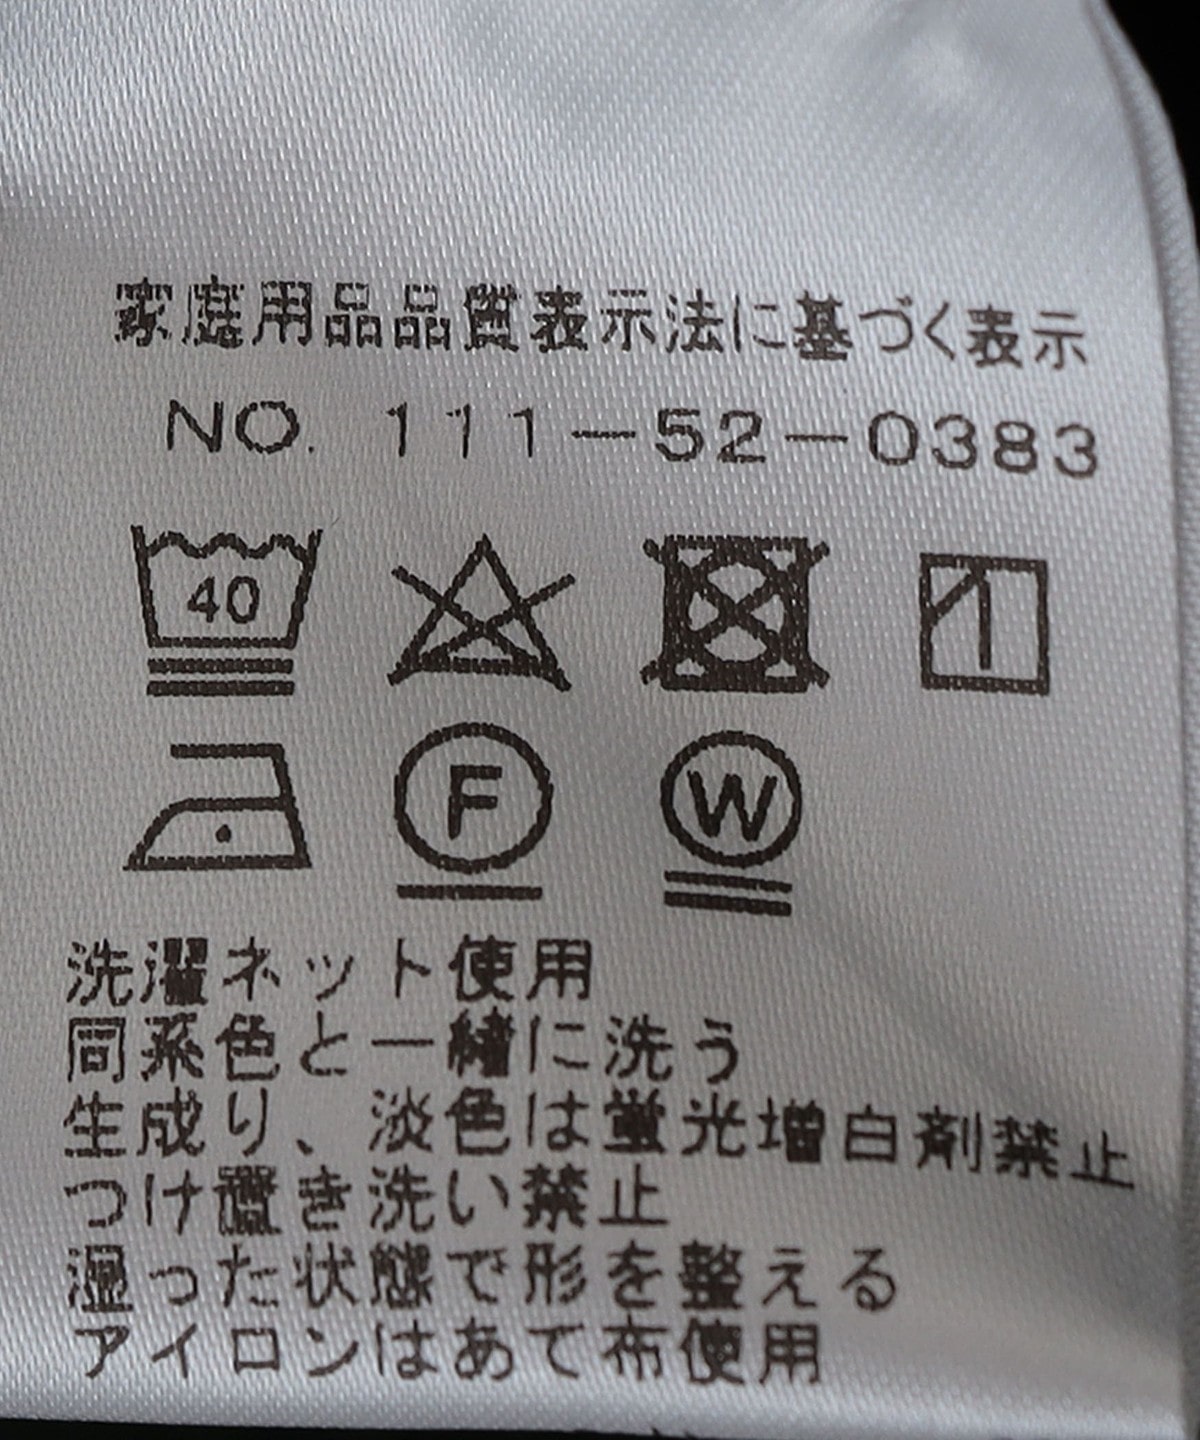 家庭用品品質表示法に基づく表示
NO. 111-52-0383
40
F
W
洗濯ネット使用
同系色と一緒に洗う
生成り、淡色は蛍光増白剤禁止
つけ置き洗い禁止
湿った状態で形を整える
アイロンはあて布使用